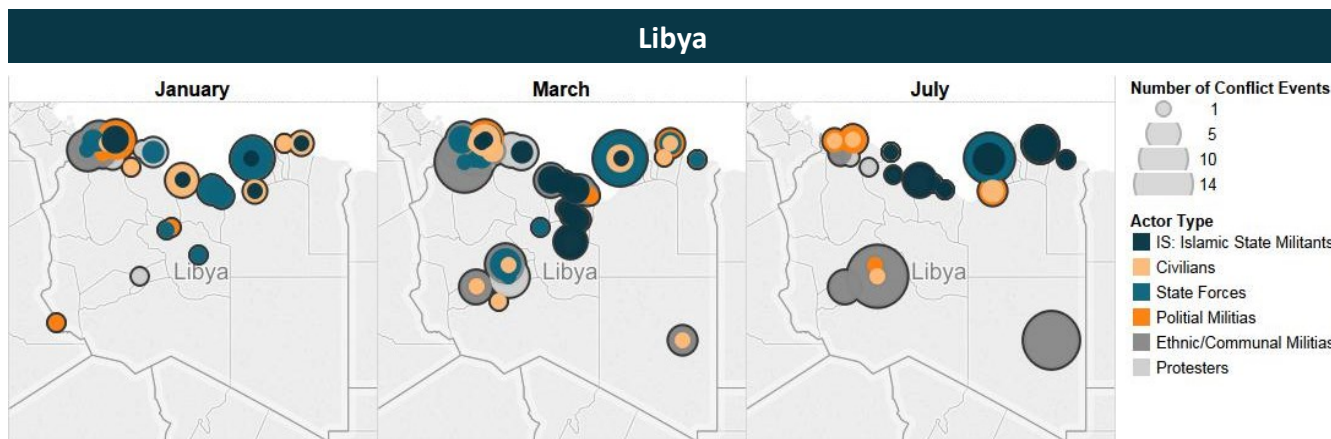 Libya
January
March
July
Libya
Libya
Libya
Number of Conflict Events
1
5
10
14
Actor Type
IS: Islamic State Militants
Civilians
State Forces
Politial Militias
Ethnic/Communal Militias
Protesters